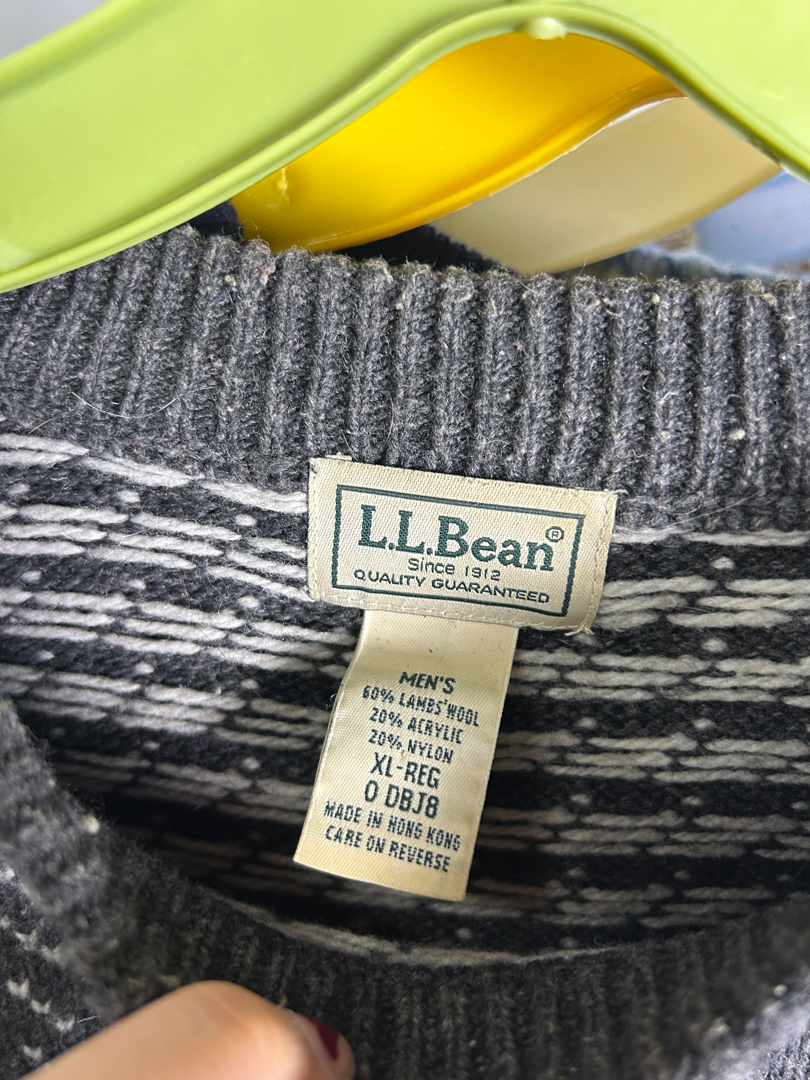 L.L.Bean®
Since 1912
QUALITY GUARANTEED
MEN'S
60% LAMBS'WOOL
20% ACRYLIC
20% NYLON
XL-REG
0 DBJ8
MADE IN HONG KONG
CARE ON REVERSE